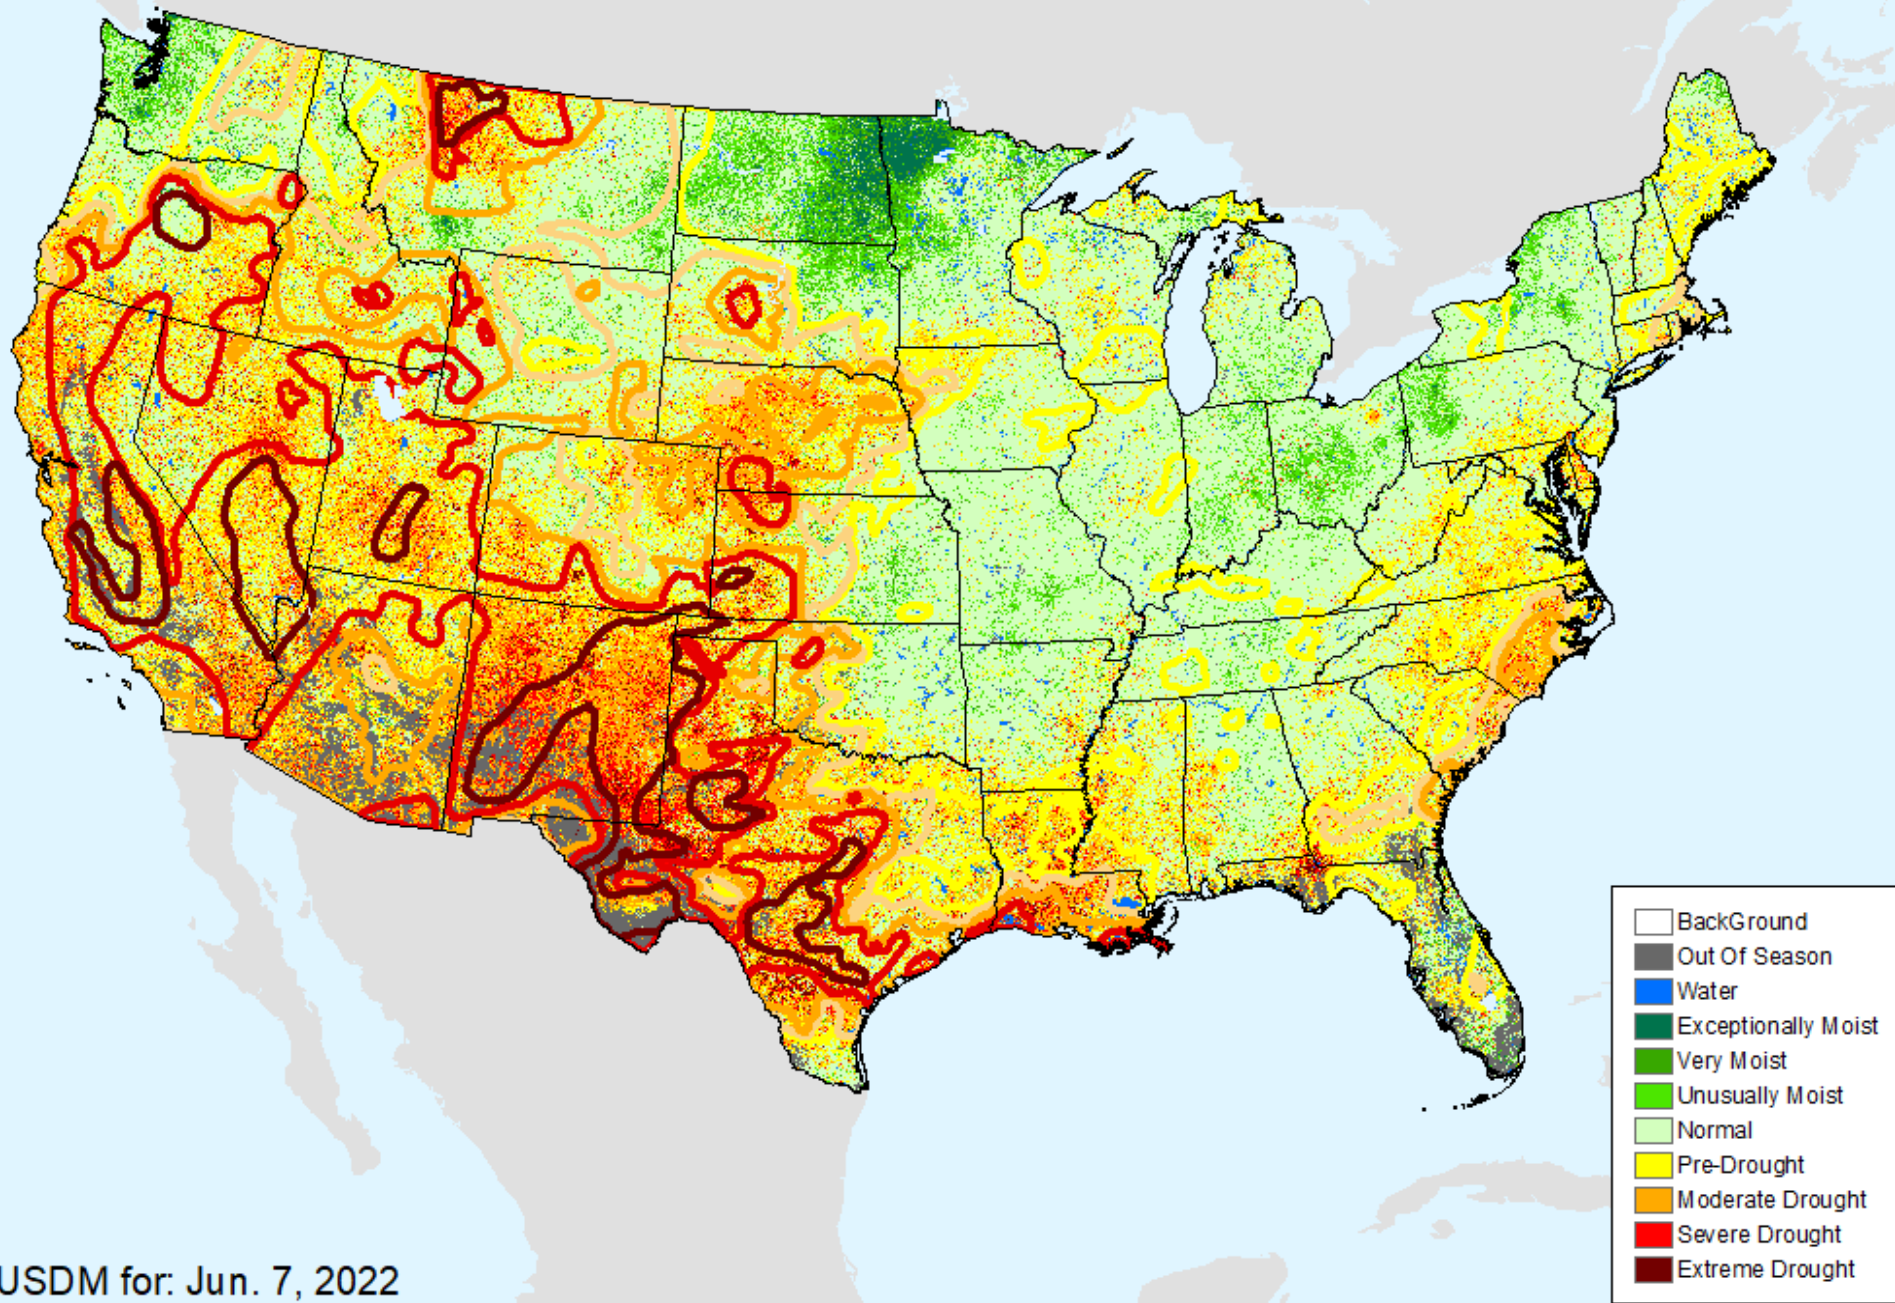 BackGround
Out Of Season
Water
Exceptionally Moist
Very Moist
Unusually Moist
Normal
Pre-Drought
Moderate Drought
Severe Drought
Extreme Drought
USDM for: Jun. 7, 2022